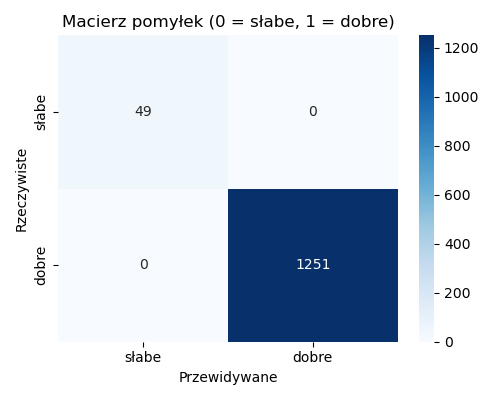 Macierz pomyłek (0 = słabe, 1 = dobre)
słabe
49
0
dobre
0
1251
Rzeczywiste
słabe
dobre
Przewidywane
1200
1000
800
600
400
200
0